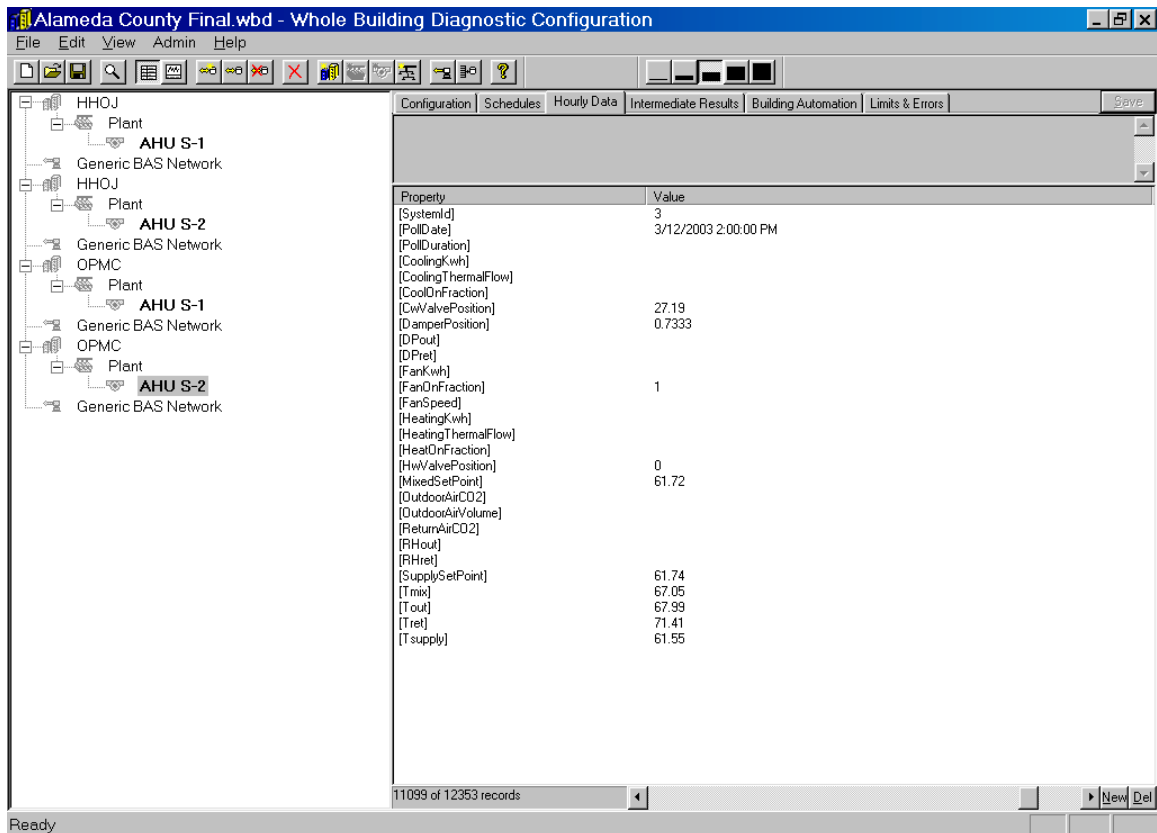 Alameda County Final.wbd - Whole Building Diagnostic Configuration
File Edit View Admin Help
HHOJ
Plant
AHU S-1
Generic BAS Network
HHOJ
Plant
AHU S-2
Generic BAS Network
OPMC
Plant
AHU S-1
Generic BAS Network
OPMC
Plant
AHU S-2
Generic BAS Network
Configuration Schedules Hourly Data Intermediate Results Building Automation Limits & Errors Save
Property Value
[SystemId] 3
[PollDate] 3/12/2003 2:00:00 PM
[PollDuration]
[CoolingKwh]
[CoolingThermalFlow]
[CoolOnFraction]
[CwValvePosition] 27.19
[DamperPosition] 0.7333
[DPout]
[DPret]
[FanKwh]
[FanOnFraction] 1
[FanSpeed]
[HeatingKwh]
[HeatingThermalFlow]
[HeatOnFraction]
[HwValvePosition] 0
[MixedSetPoint] 61.72
[OutdoorAirCO2]
[OutdoorAirVolume]
[ReturnAirCO2]
[RHout]
[RHret]
[SupplySetPoint] 61.74
[Tmix] 67.05
[Tout] 67.99
[Tret] 71.41
[Tsupply] 61.55
11099 of 12353 records New Del
Ready